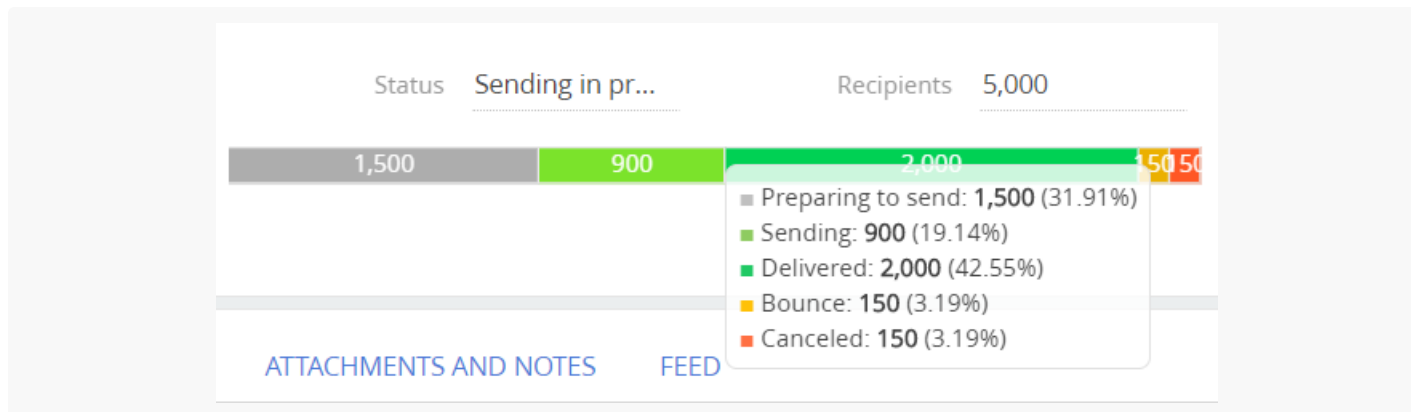 Status Sending in pr... Recipients 5,000
1,500 900 2,000 150 150
Preparing to send: 1,500 (31.91%)
Sending: 900 (19.14%)
Delivered: 2,000 (42.55%)
Bounce: 150 (3.19%)
Canceled: 150 (3.19%)
ATTACHMENTS AND NOTES FEED